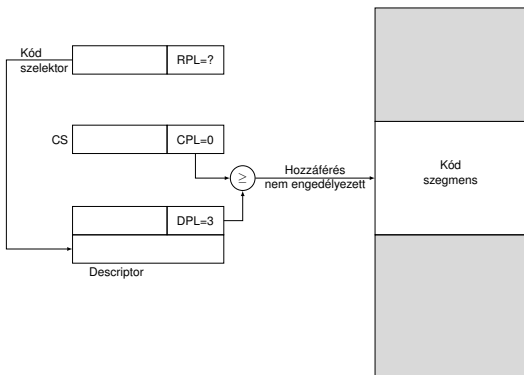 Kód
szelektor
RPL=?
CS
CPL=0
≥
Hozzáférés
nem engedélyezett
Kód
szegmens
DPL=3
Descriptor